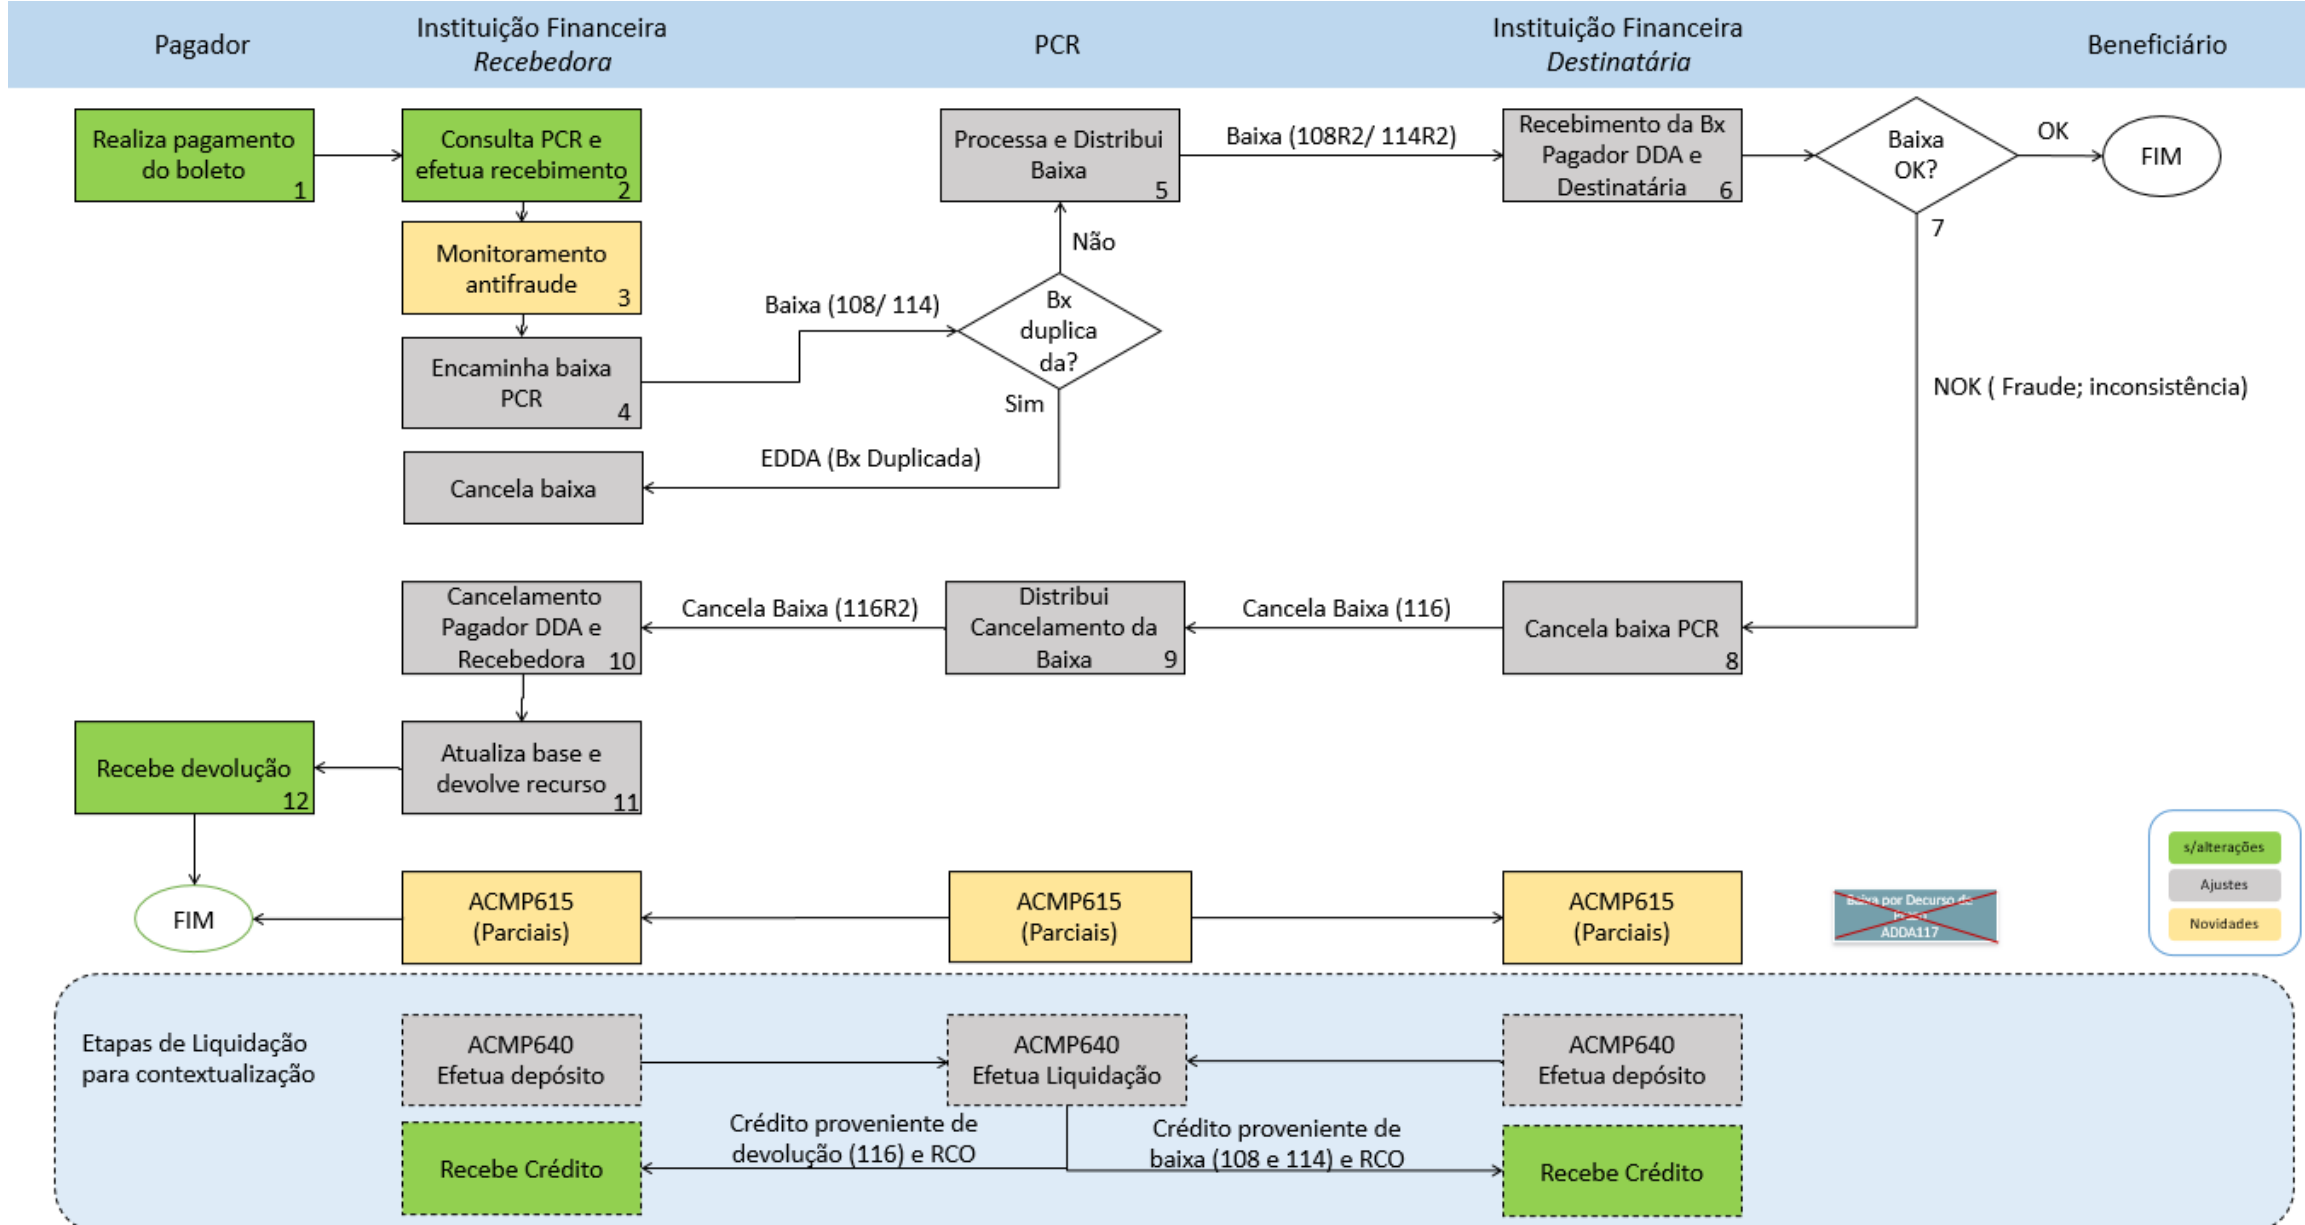 Pagador
Instituição Financeira
Recebedora
PCR
Instituição Financeira
Destinatária
Beneficiário
Realiza pagamento
do boleto
1
Consulta PCR e
efetua recebimento
2
Processa e Distribui
Baixa
5
Baixa (108R2/ 114R2)
Recebimento da Bx
Pagador DDA e
Destinatária
6
Baixa
OK?
7
OK
FIM
Monitoramento
antifraude
3
Não
Baixa (108/ 114)
Bx
duplica
da?
Encaminha baixa
PCR
4
Sim
NOK ( Fraude; inconsistência)
EDDA (Bx Duplicada)
Cancela baixa
Cancelamento
Pagador DDA e
Recebedora
10
Cancela Baixa (116R2)
Distribui
Cancelamento da
Baixa
9
Cancela Baixa (116)
Cancela baixa PCR
8
Recebe devolução
12
Atualiza base e
devolve recurso
11
FIM
ACMP615
(Parciais)
ACMP615
(Parciais)
ACMP615
(Parciais)
Baixa por Decurso de
ADDA117
s/alterações
Ajustes
Novidades
Etapas de Liquidação
para contextualização
ACMP640
Efetua depósito
ACMP640
Efetua Liquidação
ACMP640
Efetua depósito
Crédito proveniente de
devolução (116) e RCO
Crédito proveniente de
baixa (108 e 114) e RCO
Recebe Crédito
Recebe Crédito